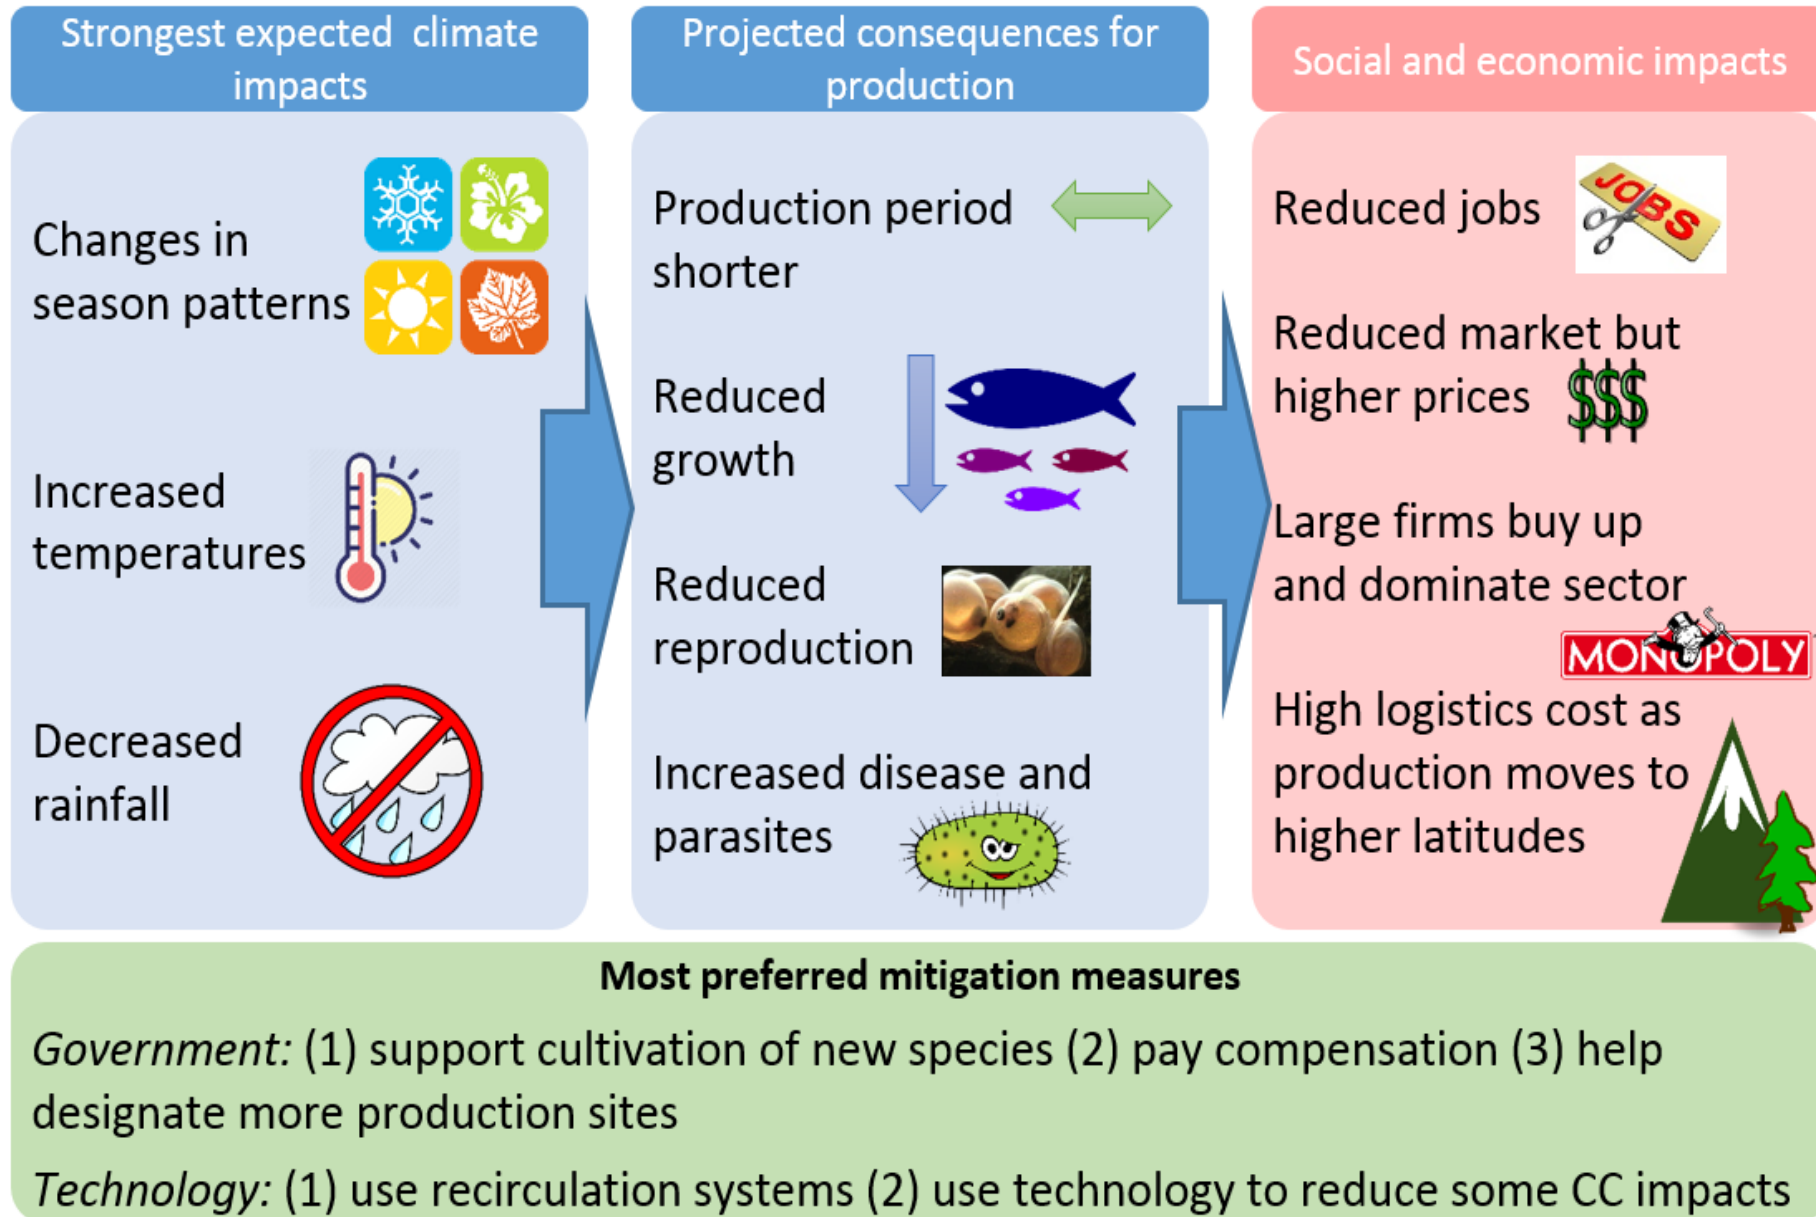 Strongest expected climate
impacts
Changes in
season patterns
Increased
temperatures
Decreased
rainfall
Projected consequences for
production
Production period
shorter
Reduced
growth
Reduced
reproduction
Increased disease and
parasites
Social and economic impacts
Reduced jobs
JOBS
Reduced market but
higher prices
$$$
Large firms buy up
and dominate sector
MONOPOLY
High logistics cost as
production moves to
higher latitudes
Most preferred mitigation measures
Government: (1) support cultivation of new species (2) pay compensation (3) help
designate more production sites
Technology: (1) use recirculation systems (2) use technology to reduce some CC impacts